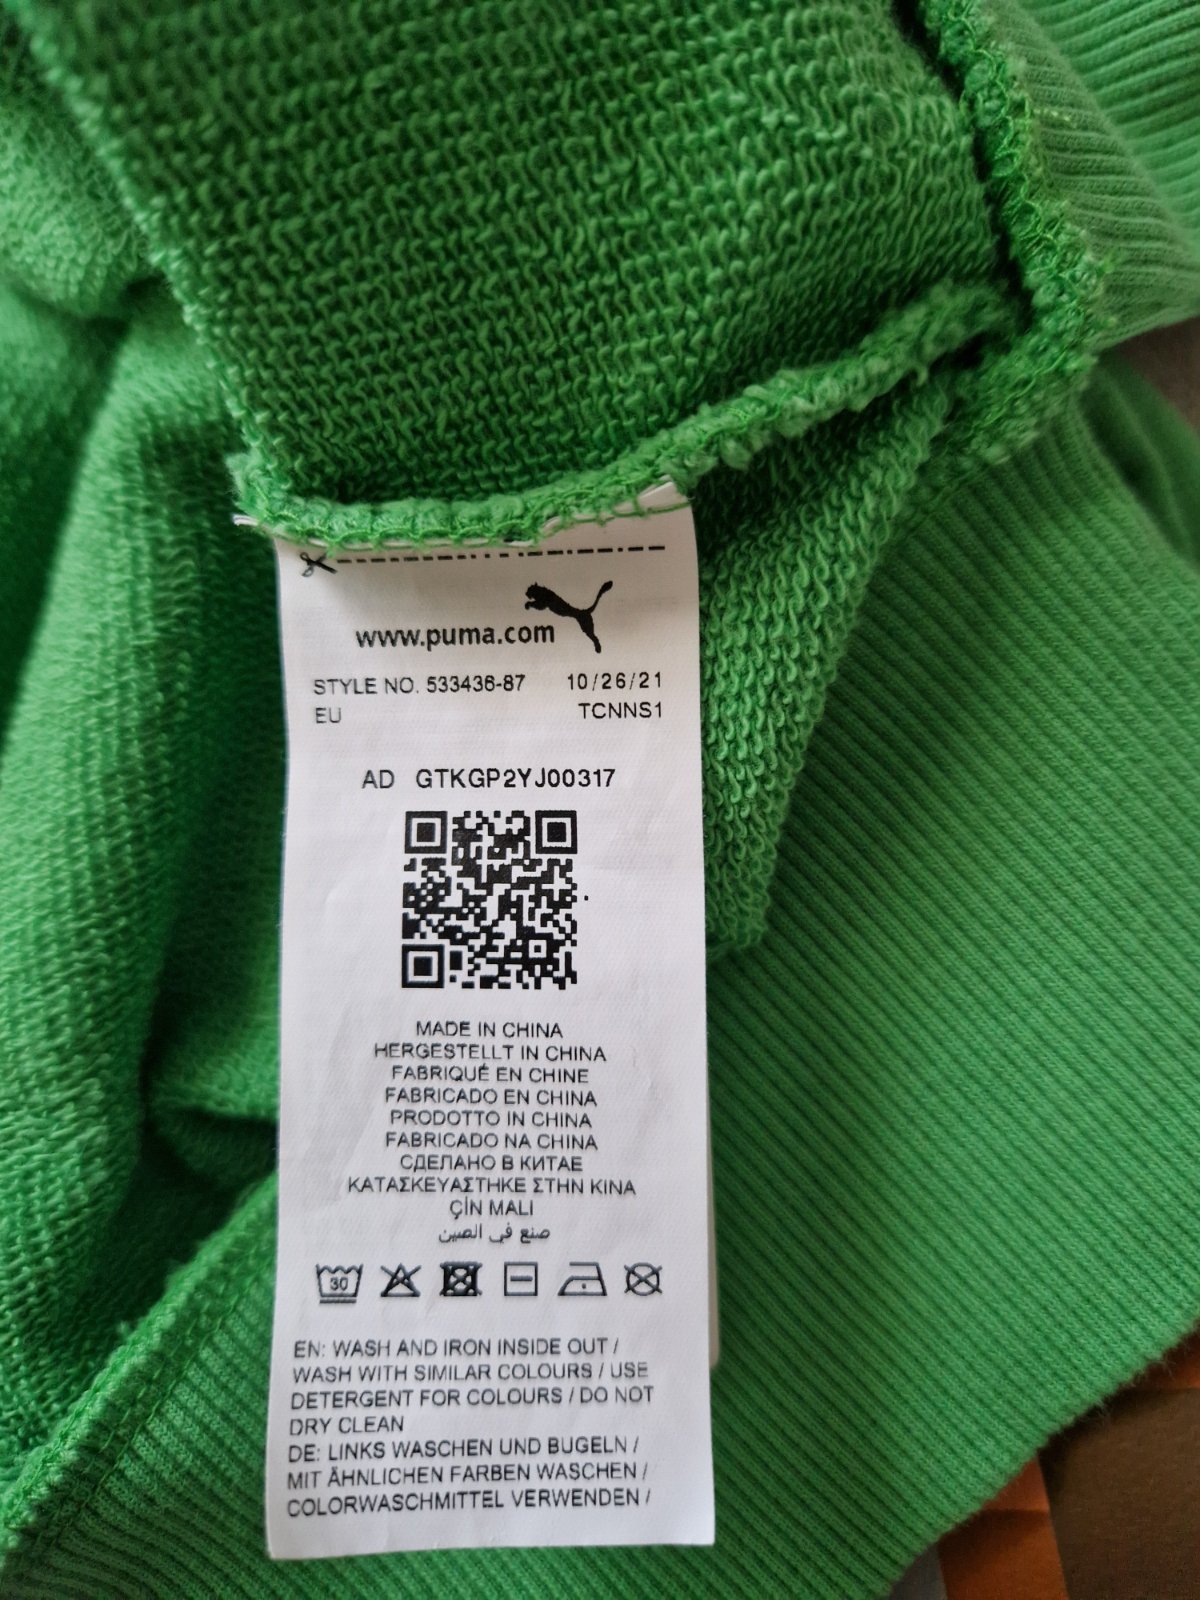 www.puma.com
STYLE NO. 533436-87 10/26/21
EU TCNNS1
AD GTKGP2YJ00317
MADE IN CHINA
HERGESTELLT IN CHINA
FABRIQUÉ EN CHINE
FABRICADO EN CHINA
PRODOTTO IN CHINA
FABRICADO NA CHINA
СДЕЛАНО В КИТАЕ
ΚΑΤΑΣΚΕΥΑΣΤΗΚΕ ΣΤΗΝ ΚΙΝΑ
ÇİN MALI
صنع في الصين
30
EN: WASH AND IRON INSIDE OUT /
WASH WITH SIMILAR COLOURS / USE
DETERGENT FOR COLOURS / DO NOT
DRY CLEAN
DE: LINKS WASCHEN UND BÜGELN /
MIT ÄHNLICHEN FARBEN WASCHEN /
COLORWASCHMITTEL VERWENDEN /